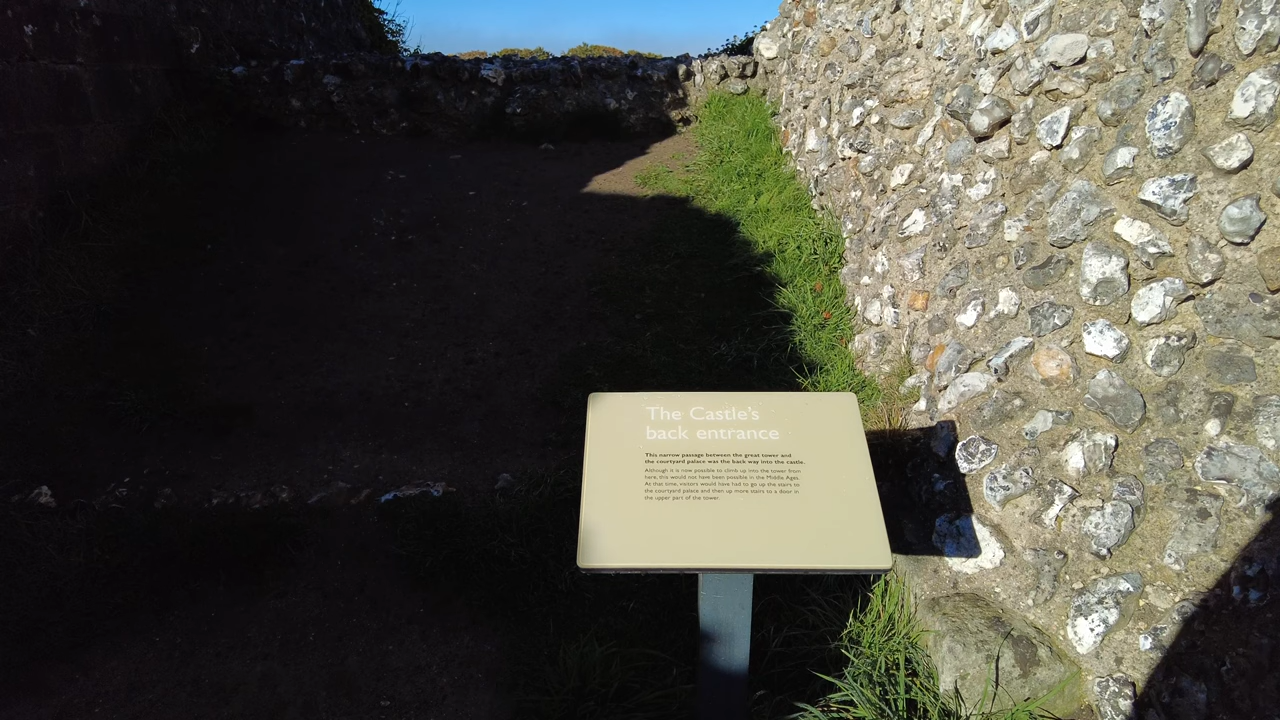 The Castle's
back entrance
This narrow passage between the great tower and
the courtyard palace was the back way into the castle.
Although it is now possible to climb up into the tower from
here, this would not have been possible in the Middle Ages.
At that time, visitors would have had to go up the stairs to
the courtyard palace and then up more stairs to a door in
the upper part of the tower.